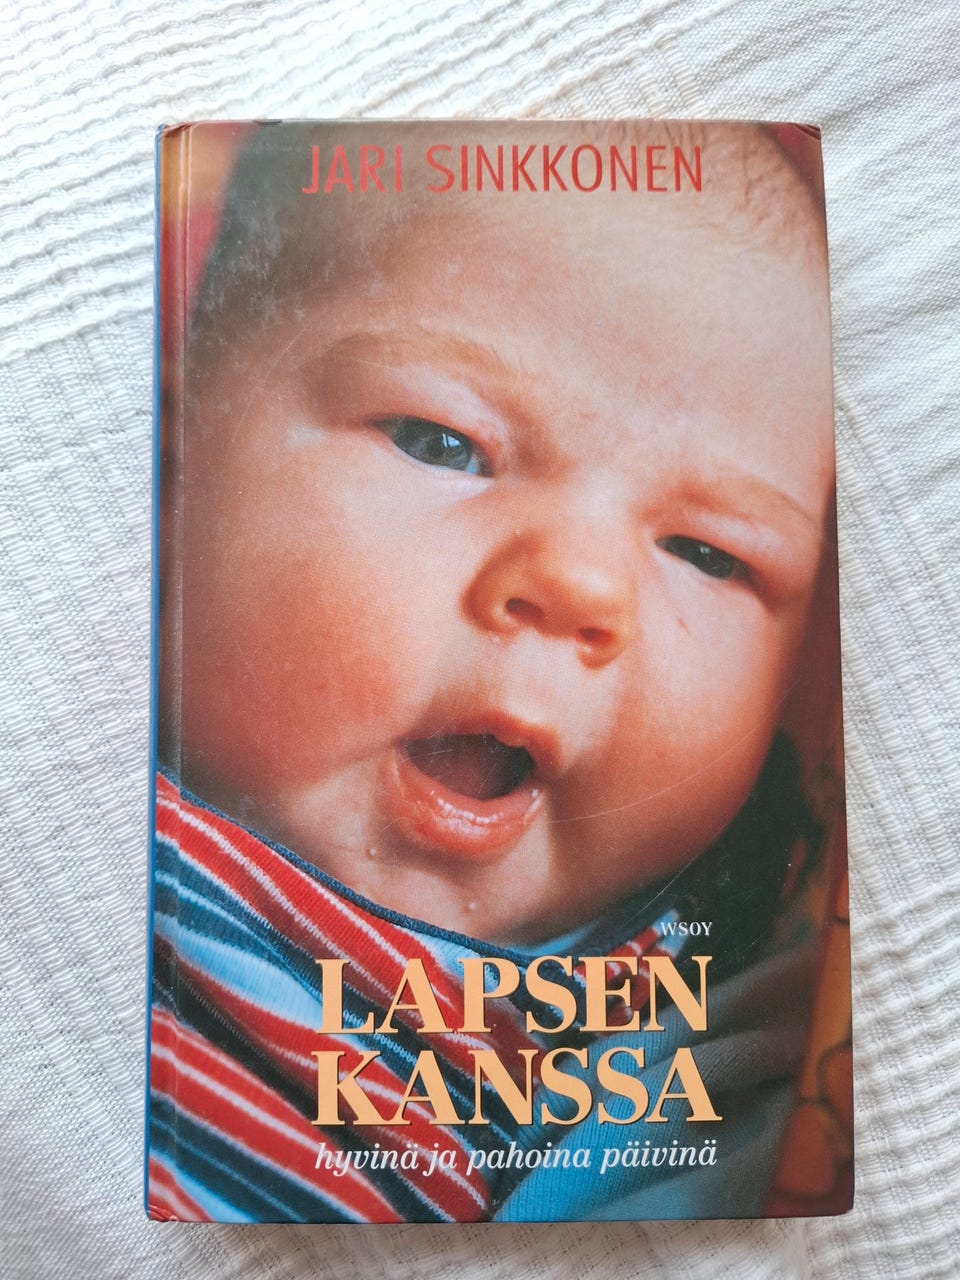 JARI SINKKONEN
WSOY
LAPSEN
KANSSA
hyvinä ja pahoina päivinä